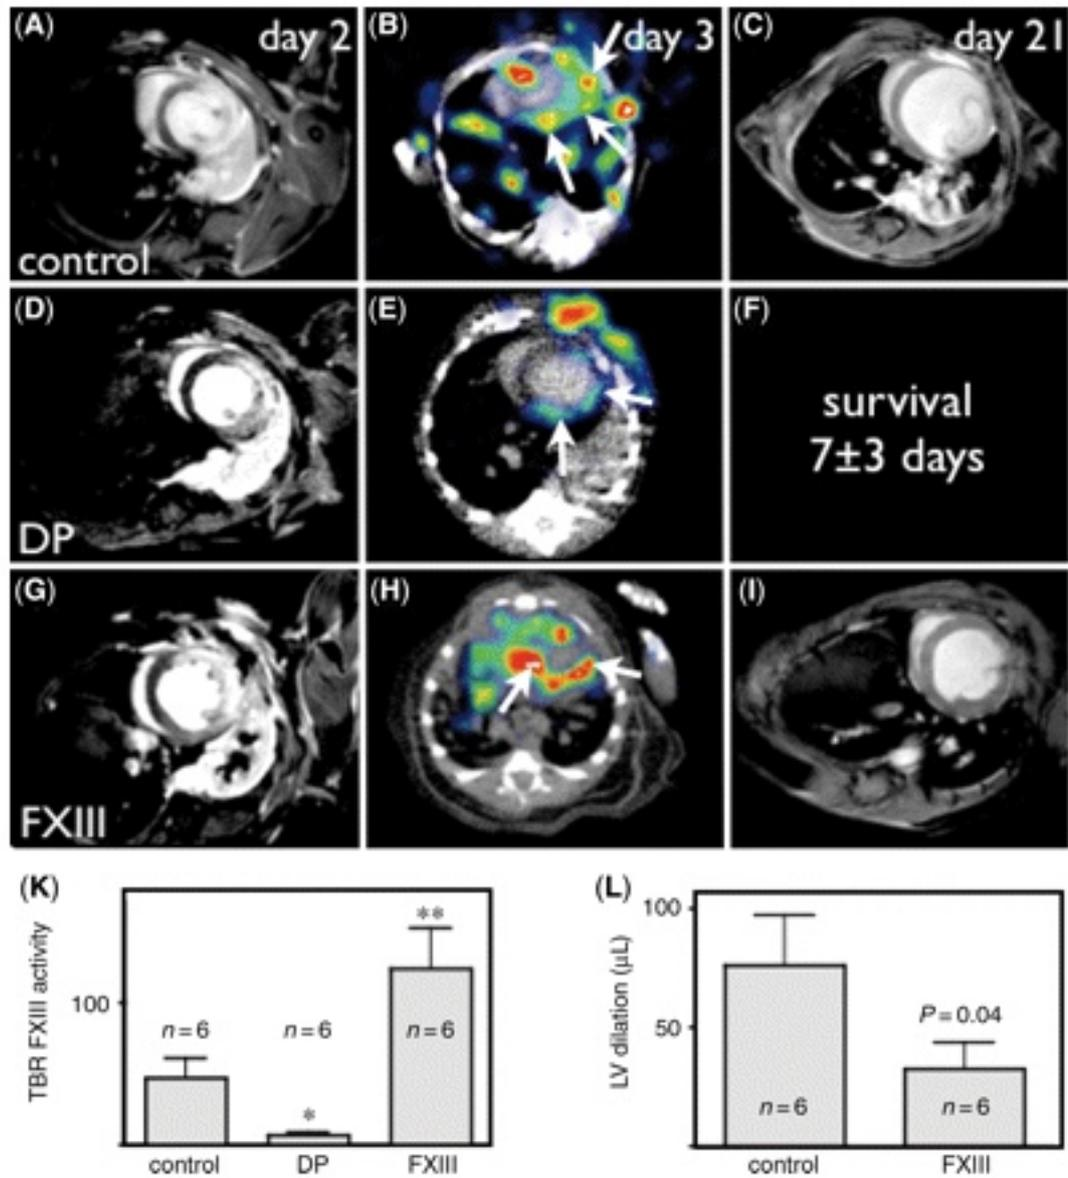 (A) day 2
control
(B) day 3
(C) day 21
(D)
DP
(E)
(F)
survival
7±3 days
(G)
FXIII
(H)
(I)
(K)
TBR FXIII activity
100
n=6
n=6
n=6
*
**
control DP FXIII
(L)
LV dilation (μL)
100
50
P=0.04
n=6
n=6
control FXIII